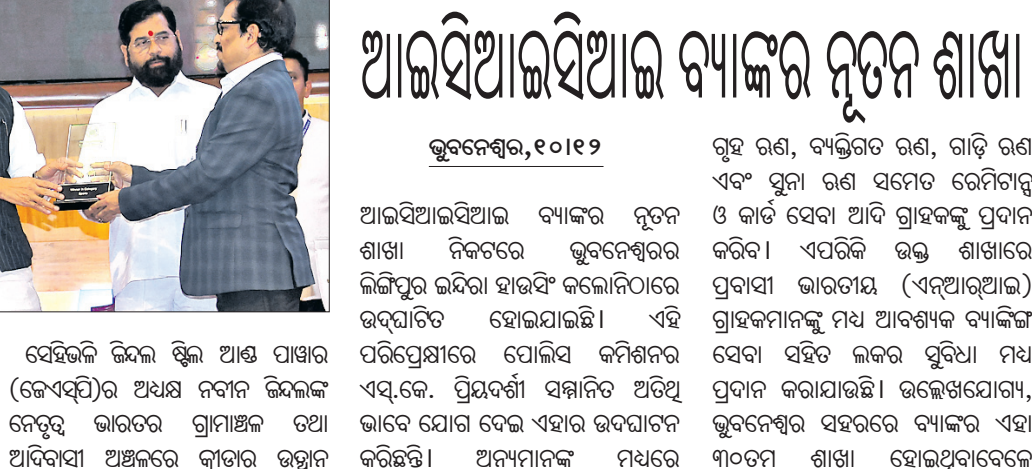 ଆଇସିଆଇସିଆଇ ବ୍ୟାଙ୍କର ନୂତନ ଶାଖା
ଭୁବନେଶ୍ୱର,୧୦।୧୨
ଆଇସିଆଇସିଆଇ ବ୍ୟାଙ୍କର ନୂତନ
ଶାଖା ନିକଟରେ ଭୁବନେଶ୍ୱରର
ଲିଙ୍ଗିପୁର ଇନ୍ଦିରା ହାଉସିଂ କଲୋନିଠାରେ
ଉଦ୍‌ଘାଟିତ ହୋଇଯାଇଛି। ଏହି
ପରିପ୍ରେକ୍ଷୀରେ ପୋଲିସ କମିଶନର
ଏସ୍.କେ. ପ୍ରିୟଦର୍ଶୀ ସମ୍ମାନିତ ଅତିଥି
ଭାବେ ଯୋଗ ଦେଇ ଏହାର ଉଦଘାଟନ
କରିଛନ୍ତି। ଅନ୍ୟମାନଙ୍କ ମଧ୍ୟରେ
ଗୃହ ଋଣ, ବ୍ୟକ୍ତିଗତ ଋଣ, ଗାଡ଼ି ଋଣ
ଏବଂ ସୁନା ଋଣ ସମେତ ରେମିଟାନ୍ସ
ଓ କାର୍ଡ ସେବା ଆଦି ଗ୍ରାହକଙ୍କୁ ପ୍ରଦାନ
କରିବ। ଏପରିକି ଉକ୍ତ ଶାଖାରେ
ପ୍ରବାସୀ ଭାରତୀୟ (ଏନ୍‌ଆର୍‌ଆଇ)
ଗ୍ରାହକମାନଙ୍କୁ ମଧ୍ୟ ଆବଶ୍ୟକ ବ୍ୟାଙ୍କିଙ୍ଗ
ସେବା ସହିତ ଲକର ସୁବିଧା ମଧ୍ୟ
ପ୍ରଦାନ କରାଯାଉଛି। ଉଲ୍ଲେଖଯୋଗ୍ୟ,
ଭୁବନେଶ୍ୱର ସହରରେ ବ୍ୟାଙ୍କର ଏହା
୩୦ତମ ଶାଖା ହୋଇଥିବାବେଳେ
ସେହିଭଳି ଜିନ୍ଦଲ ଷ୍ଟିଲ ଆଣ୍ଡ ପାୱାର
(ଜେଏସ୍‌ପି)ର ଅଧ୍ୟକ୍ଷ ନବୀନ ଜିନ୍ଦଲଙ୍କ
ନେତୃତ୍ୱ ଭାରତର ଗ୍ରାମାଞ୍ଚଳ ତଥା
ଆଦିବାସୀ ଅଞ୍ଚଳରେ କ୍ରୀଡାର ଉତ୍ଥାନ